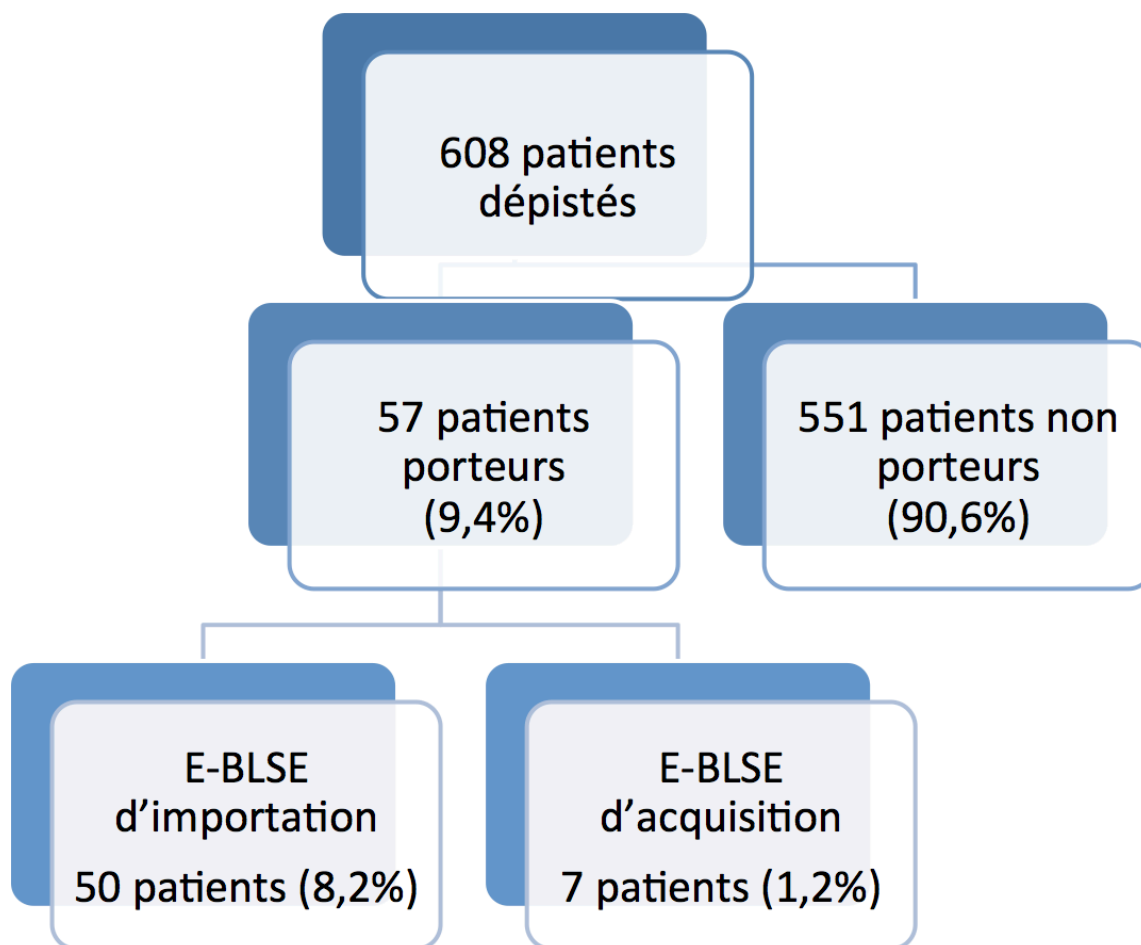 608 patients
dépistés
57 patients
porteurs
(9,4%)
551 patients non
porteurs
(90,6%)
E-BLSE
d’importation
50 patients (8,2%)
E-BLSE
d’acquisition
7 patients (1,2%)